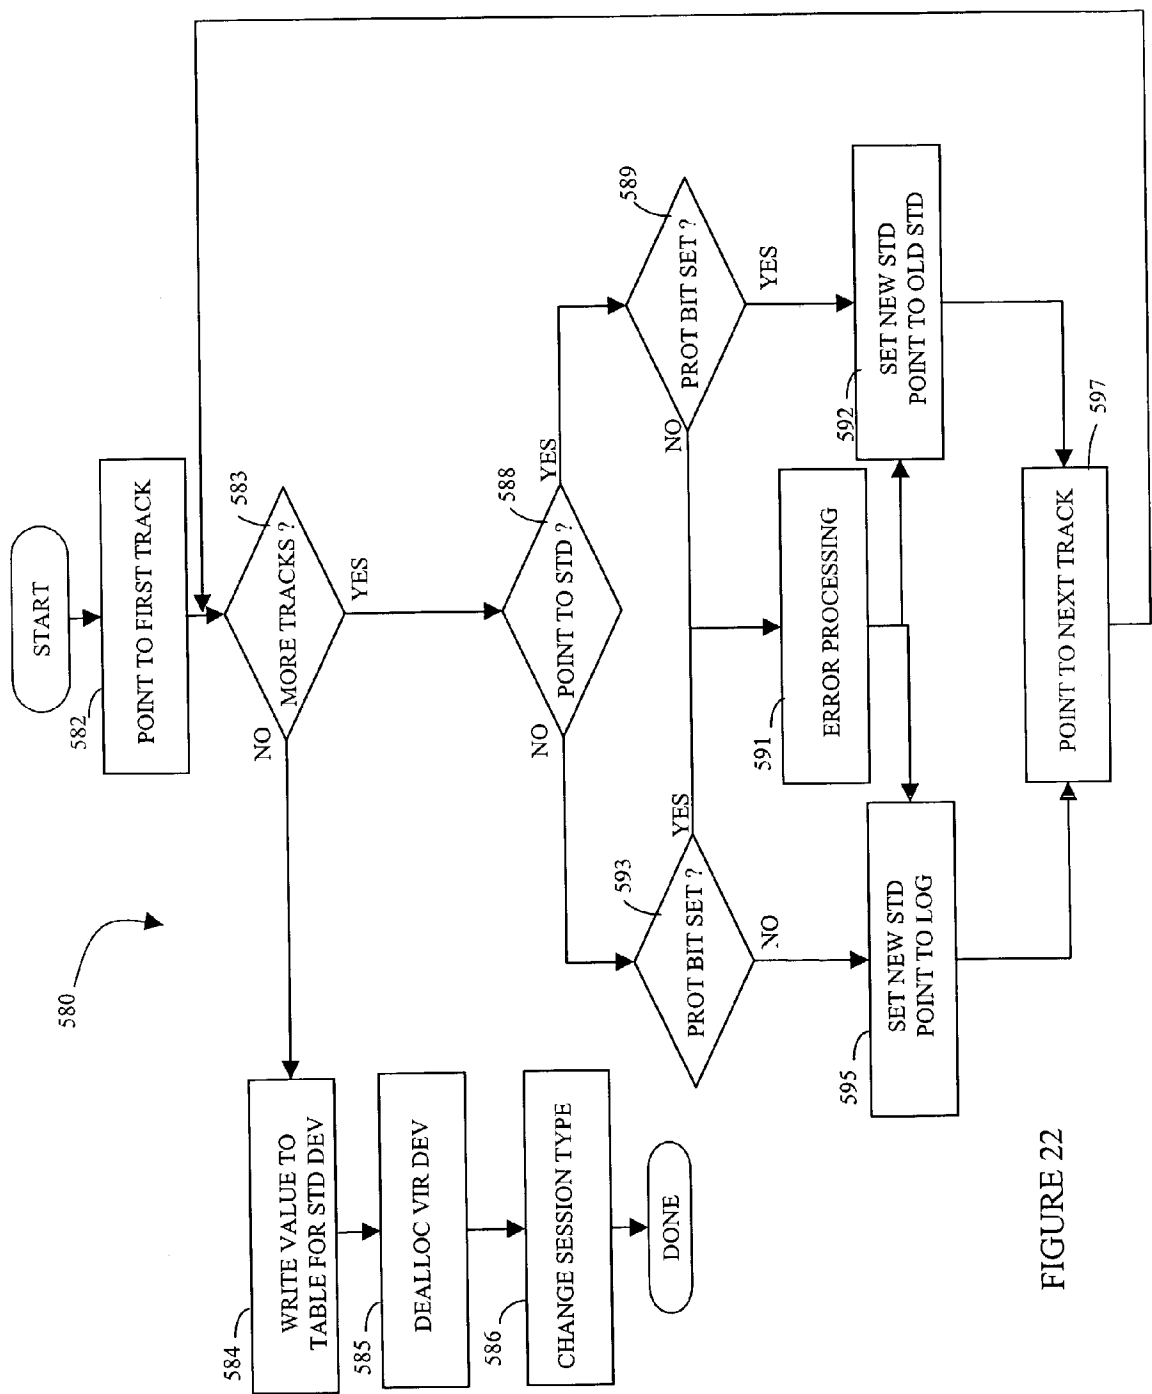 START
582
POINT TO FIRST TRACK
583
MORE TRACKS ?
NO
YES
580
584
WRITE VALUE TO
TABLE FOR STD DEV
585
DEALLOC VIR DEV
586
CHANGE SESSION TYPE
DONE
588
POINT TO STD ?
NO
YES
589
PROT BIT SET ?
NO
YES
593
PROT BIT SET ?
YES
NO
591
ERROR PROCESSING
592
SET NEW STD
POINT TO OLD STD
595
SET NEW STD
POINT TO LOG
597
POINT TO NEXT TRACK
FIGURE 22